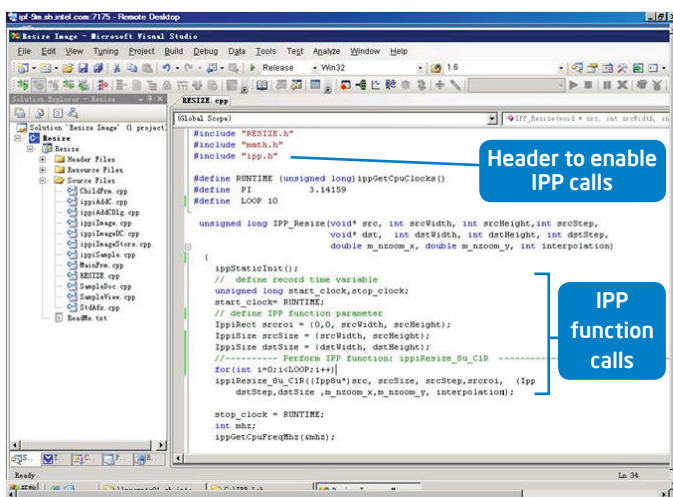 ipf-9m.sh.intel.com:7175 - Remote Desktop
Resize Image - Microsoft Visual Studio
File Edit View Tuning Project Build Debug Data Tools Test Analyze Window Help
Release Win32 1.6
Solution Explorer - Resize
RESIZE.cpp
(Global Scope)
IPP_Resize(void * src, int srcWidth, in
Solution 'Resize Image' (1 project)
Resize
Resize
Header Files
Resource Files
Source Files
ChildFrm.cpp
ippiAddC.cpp
ippiAddCDlg.cpp
ippiImage.cpp
ippiImageDC.cpp
ippiImageStore.cpp
ippiSample.cpp
MainFrm.cpp
RESIZE.cpp
SampleDoc.cpp
SampleView.cpp
StdAfx.cpp
ReadMe.txt
#include "RESIZE.h"
#include "math.h"
#include "ipp.h"
#define RUNTIME (unsigned long)ippGetCpuClocks()
#define PI 3.14159
#define LOOP 10
unsigned long IPP_Resize(void* src, int srcWidth, int srcHeight,int srcStep,
void* dst, int dstWidth, int dstHeight, int dstStep,
double m_nzoom_x, double m_nzoom_y, int interpolation)
{
ippStaticInit();
// define record time variable
unsigned long start_clock,stop_clock;
start_clock= RUNTIME;
// define IPP function parameter
IppiRect srcroi = {0,0, srcWidth, srcHeight};
IppiSize srcSize = {srcWidth, srcHeight};
IppiSize dstSize = {dstWidth, dstHeight};
//---------- Perform IPP function: ippiResize_8u_C1R ----------
for(int i=0;i<LOOP;i++)
ippiResize_8u_C1R((Ipp8u*)src, srcSize, srcStep,srcroi, (Ipp
dstStep,dstSize ,m_nzoom_x,m_nzoom_y, interpolation);
stop_clock = RUNTIME;
int mhz;
ippGetCpuFreqMhz(&mhz);
Header to enable
IPP calls
IPP
function
calls
Ready
Ln 34